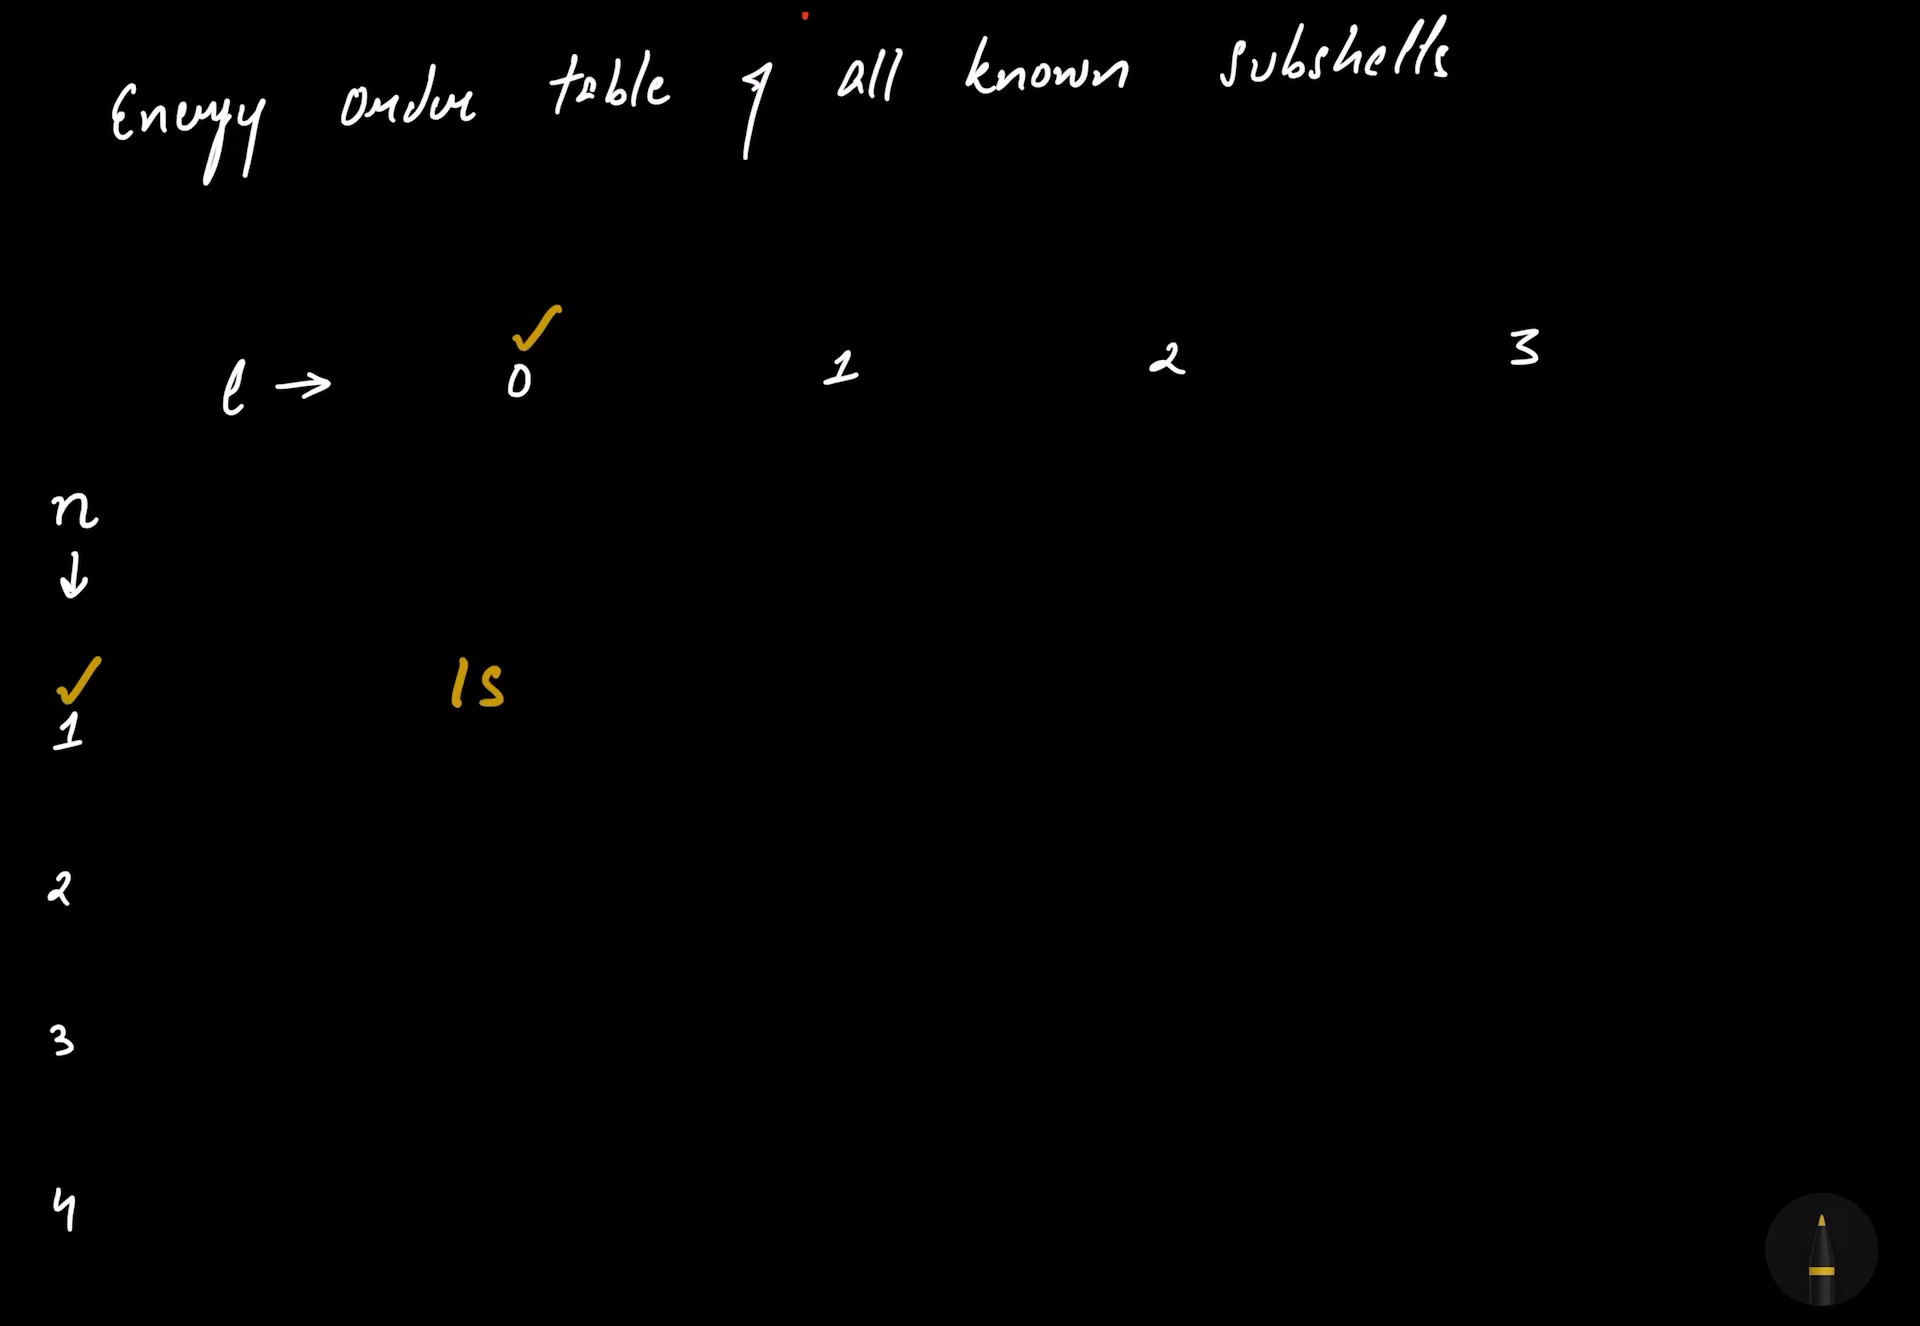 Energy order table of all known subshells
✓
l → 0 1 2 3
n
↓
✓ 1s
1
2
3
4